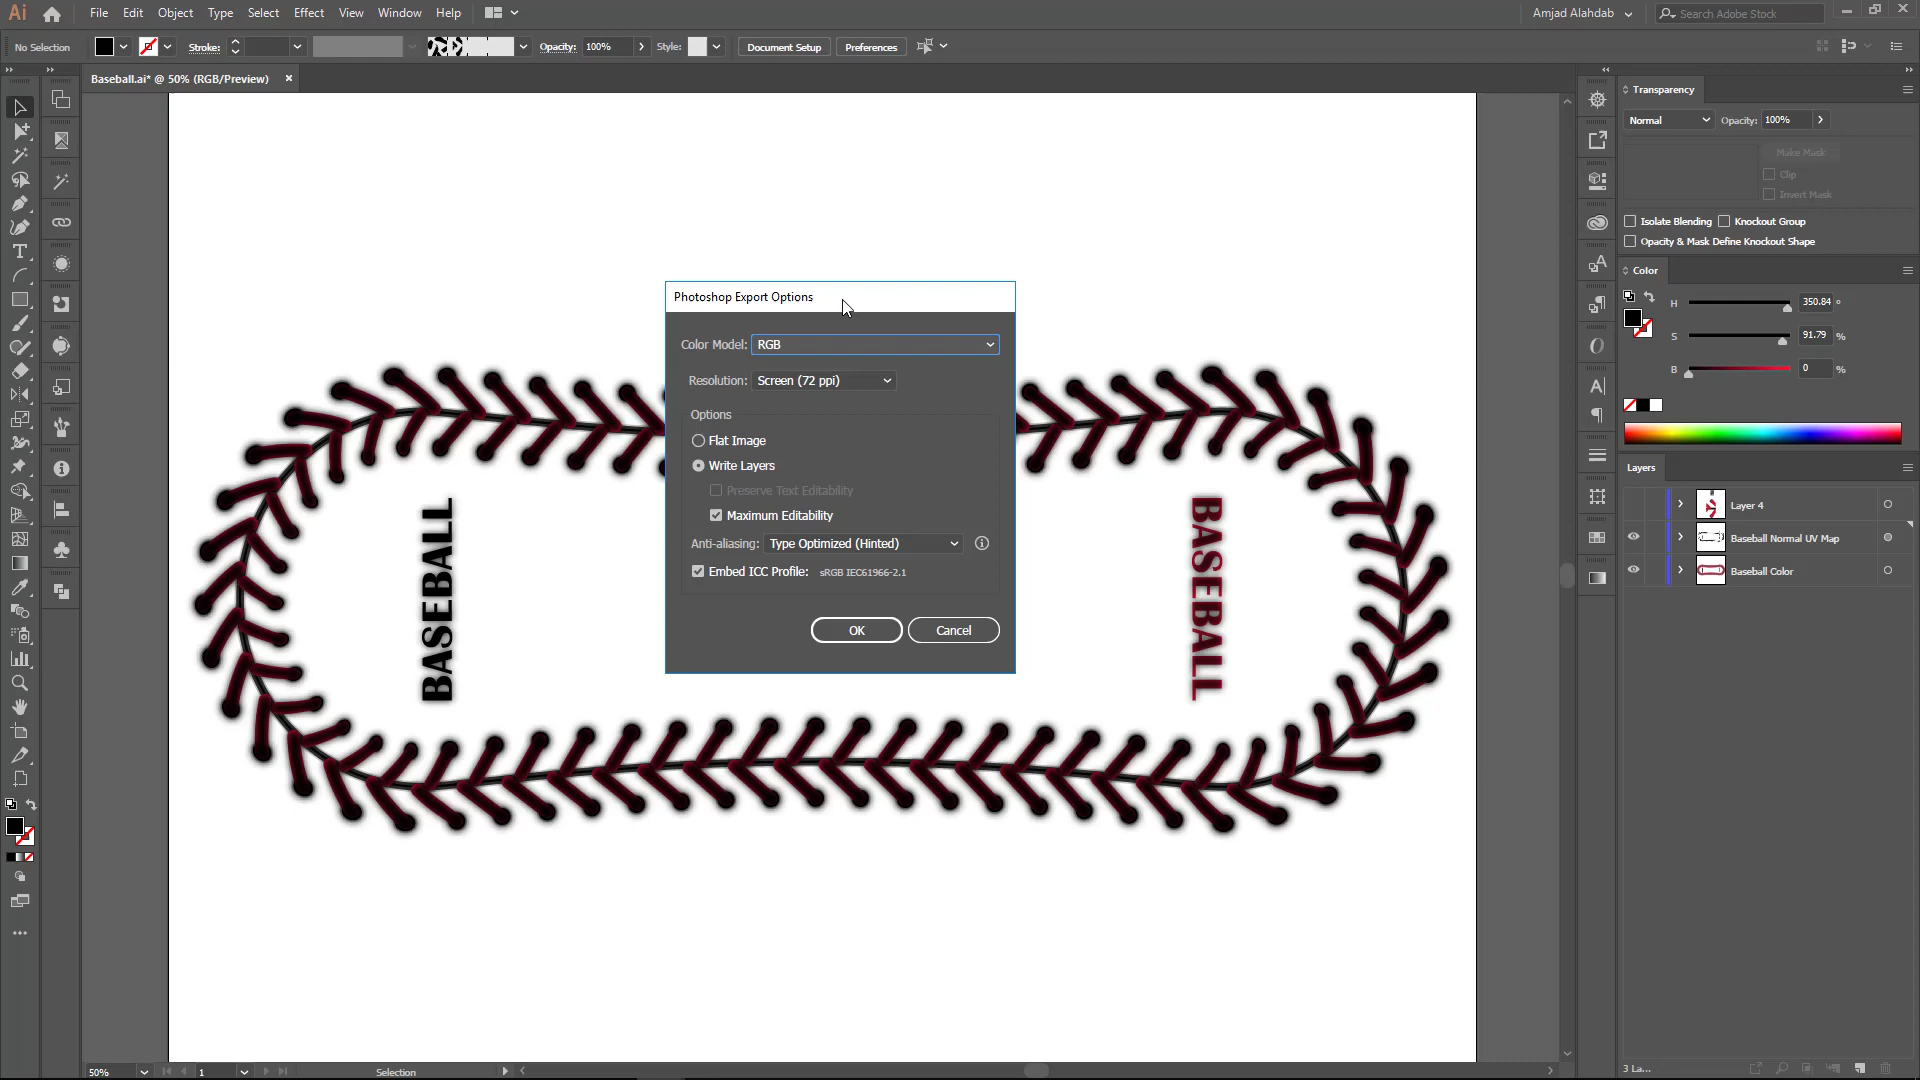 Ai File Edit Object Type Select Effect View Window Help Amjad Alahdab Search Adobe Stock
No Selection Stroke: Opacity: 100% Style: Document Setup Preferences
Baseball.ai* @ 50% (RGB/Preview)
Transparency
Normal Opacity: 100%
Make Mask
Clip
Invert Mask
Isolate Blending Knockout Group
Opacity & Mask Define Knockout Shape
Color
H 350.84 °
S 91.79 %
B 0 %
Layers
Layer 4
Baseball Normal UV Map
Baseball Color
Photoshop Export Options
Color Model: RGB
Resolution: Screen (72 ppi)
Options
Flat Image
Write Layers
Preserve Text Editability
Maximum Editability
Anti-aliasing: Type Optimized (Hinted)
Embed ICC Profile: sRGB IEC61966-2.1
OK Cancel
BASEBALL
BASEBALL
50% 1 Selection
3 La...